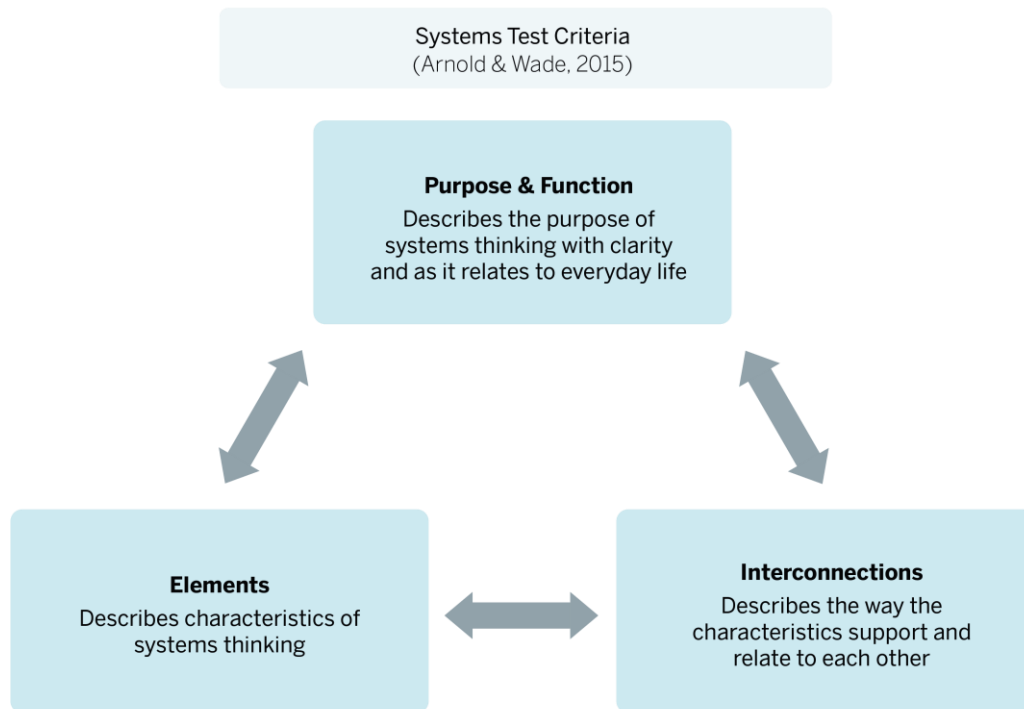 Systems Test Criteria
(Arnold & Wade, 2015)
Purpose & Function
Describes the purpose of
systems thinking with clarity
and as it relates to everyday life
Elements
Describes characteristics of
systems thinking
Interconnections
Describes the way the
characteristics support and
relate to each other